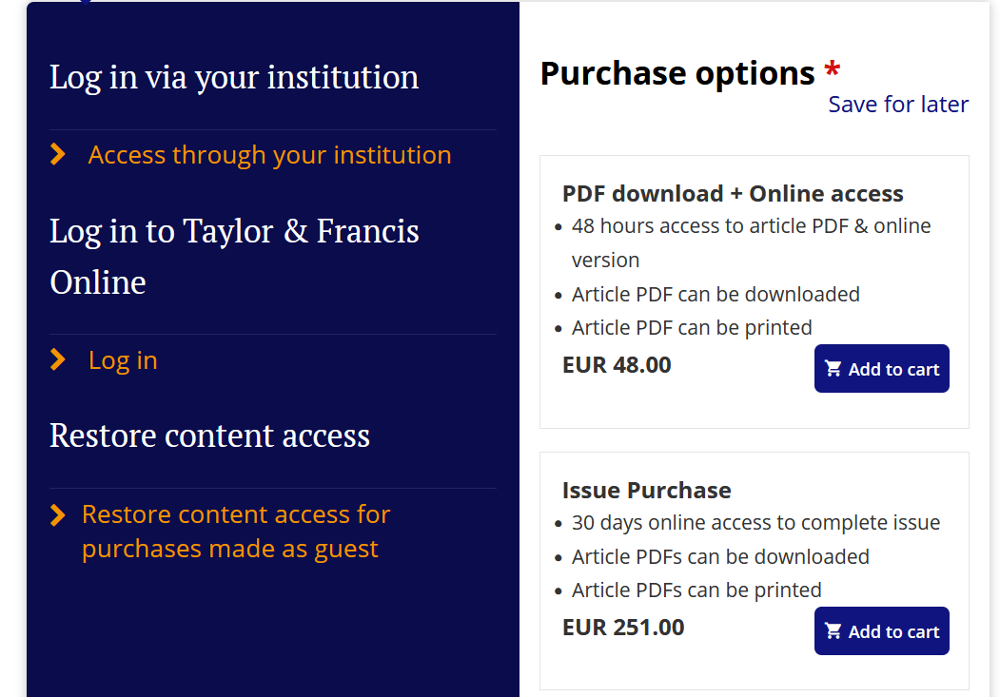 Log in via your institution
Access through your institution
Log in to Taylor & Francis
Online
Log in
Restore content access
Restore content access for
purchases made as guest
Purchase options *
Save for later
PDF download + Online access
• 48 hours access to article PDF & online
version
• Article PDF can be downloaded
• Article PDF can be printed
EUR 48.00
Add to cart
Issue Purchase
• 30 days online access to complete issue
• Article PDFs can be downloaded
• Article PDFs can be printed
EUR 251.00
Add to cart